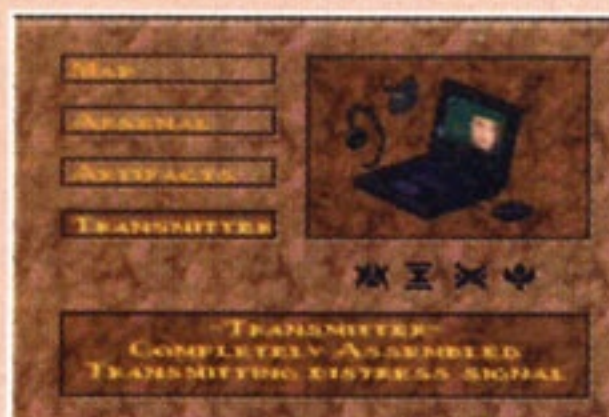 MAP
ARSENAL
ARTIFACTS
TRANSMITTER
-TRANSMITTER-
COMPLETELY ASSEMBLED
TRANSMITTING DISTRESS SIGNAL